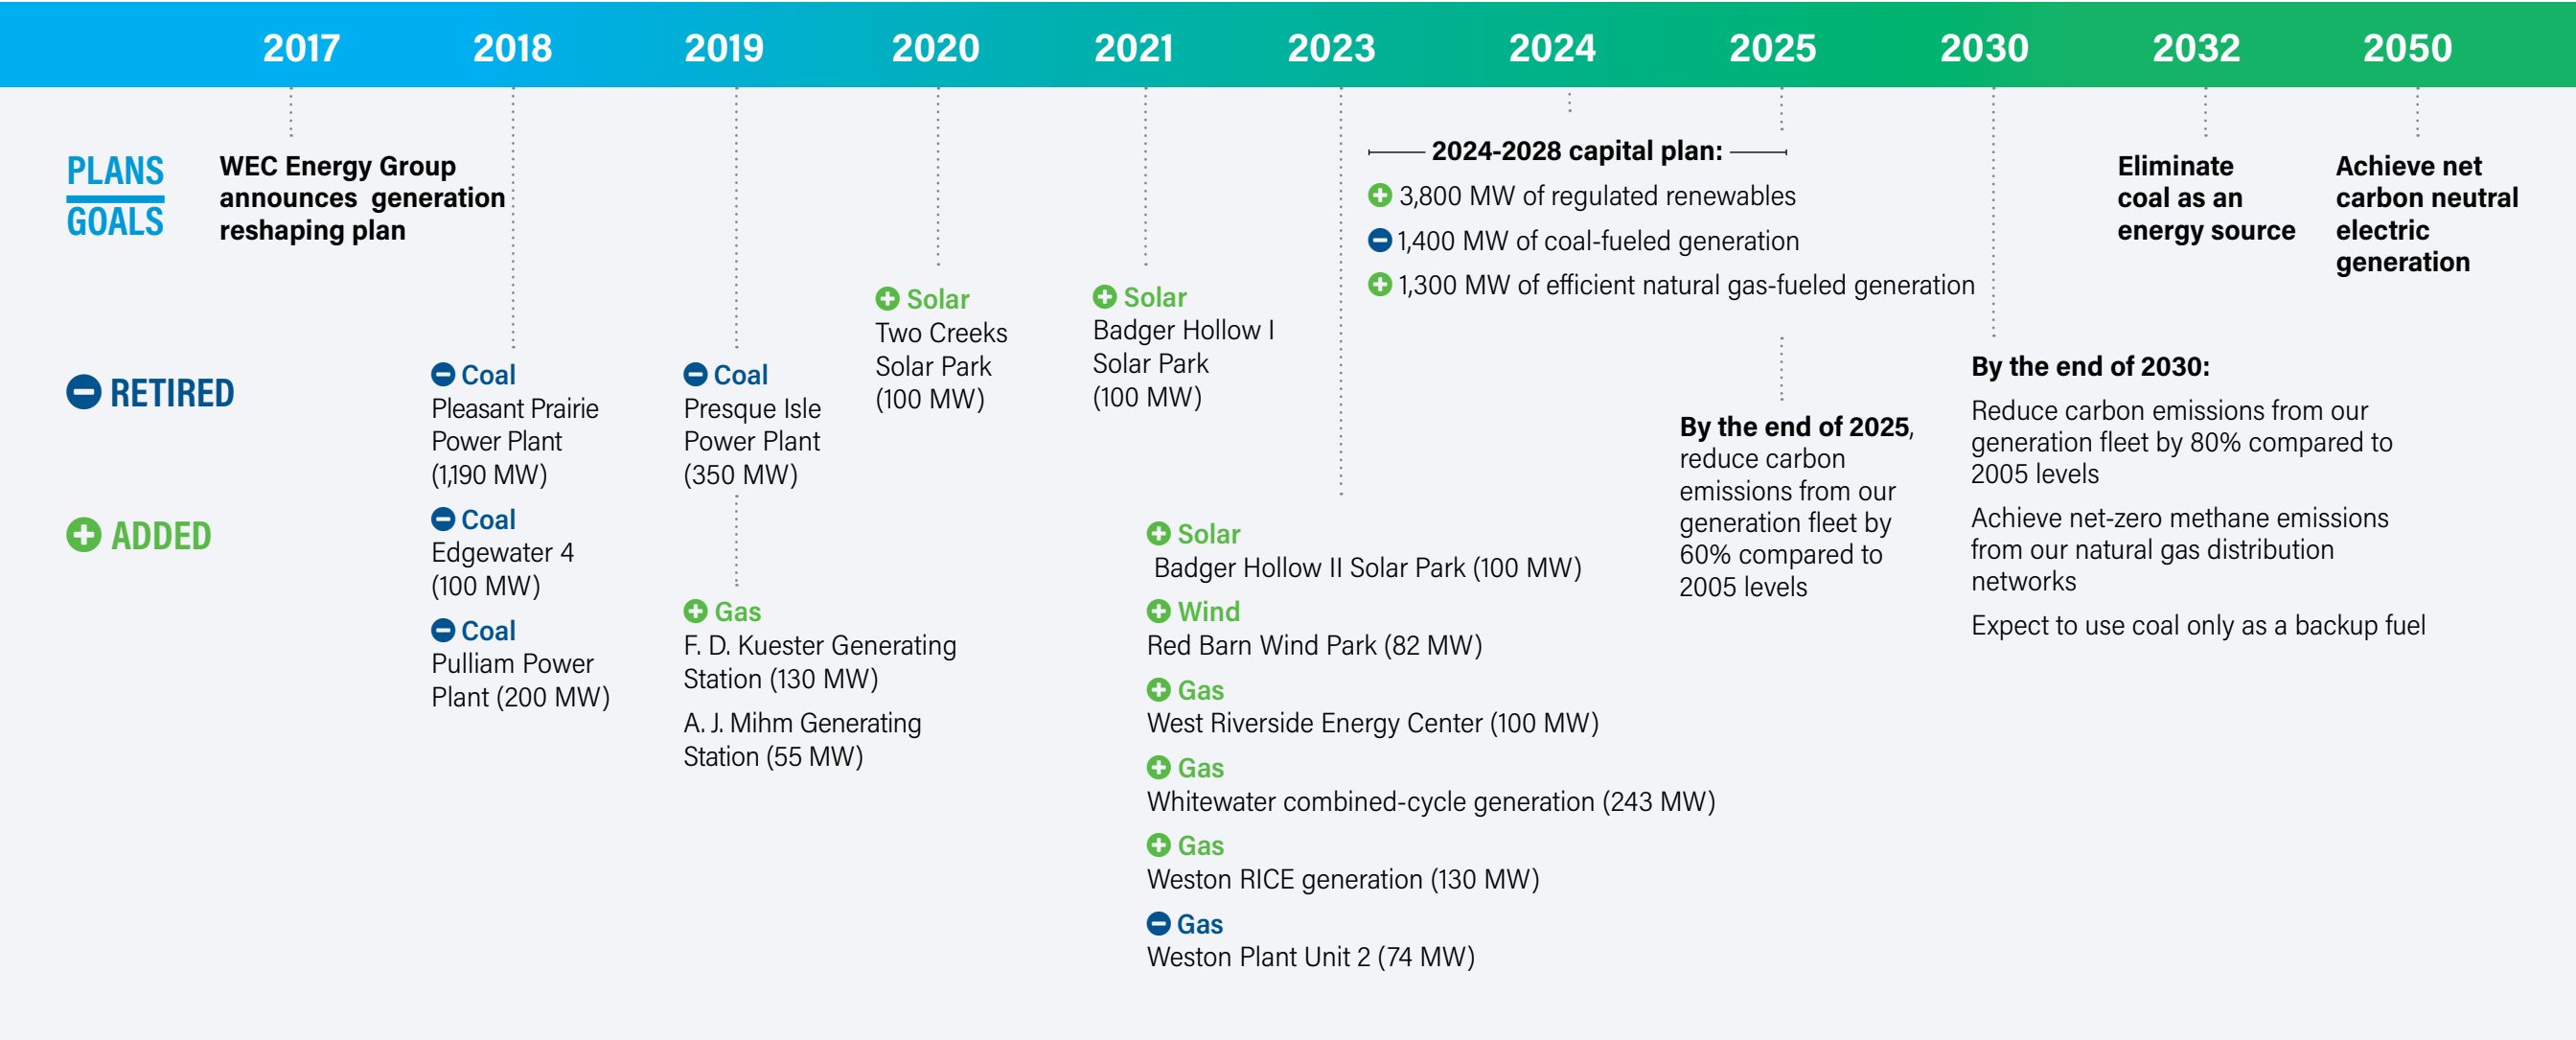 2017 2018 2019 2020 2021 2023 2024 2025 2030 2032 2050
PLANS
GOALS
WEC Energy Group
announces generation
reshaping plan
RETIRED
ADDED
Coal
Pleasant Prairie
Power Plant
(1,190 MW)
Coal
Edgewater 4
(100 MW)
Coal
Pulliam Power
Plant (200 MW)
Coal
Presque Isle
Power Plant
(350 MW)
Gas
F. D. Kuester Generating
Station (130 MW)
A. J. Mihm Generating
Station (55 MW)
Solar
Two Creeks
Solar Park
(100 MW)
Solar
Badger Hollow I
Solar Park
(100 MW)
Solar
Badger Hollow II Solar Park (100 MW)
Wind
Red Barn Wind Park (82 MW)
Gas
West Riverside Energy Center (100 MW)
Gas
Whitewater combined-cycle generation (243 MW)
Gas
Weston RICE generation (130 MW)
Gas
Weston Plant Unit 2 (74 MW)
2024-2028 capital plan:
3,800 MW of regulated renewables
1,400 MW of coal-fueled generation
1,300 MW of efficient natural gas-fueled generation
By the end of 2025,
reduce carbon
emissions from our
generation fleet by
60% compared to
2005 levels
By the end of 2030:
Reduce carbon emissions from our
generation fleet by 80% compared to
2005 levels
Achieve net-zero methane emissions
from our natural gas distribution
networks
Expect to use coal only as a backup fuel
Eliminate
coal as an
energy source
Achieve net
carbon neutral
electric
generation